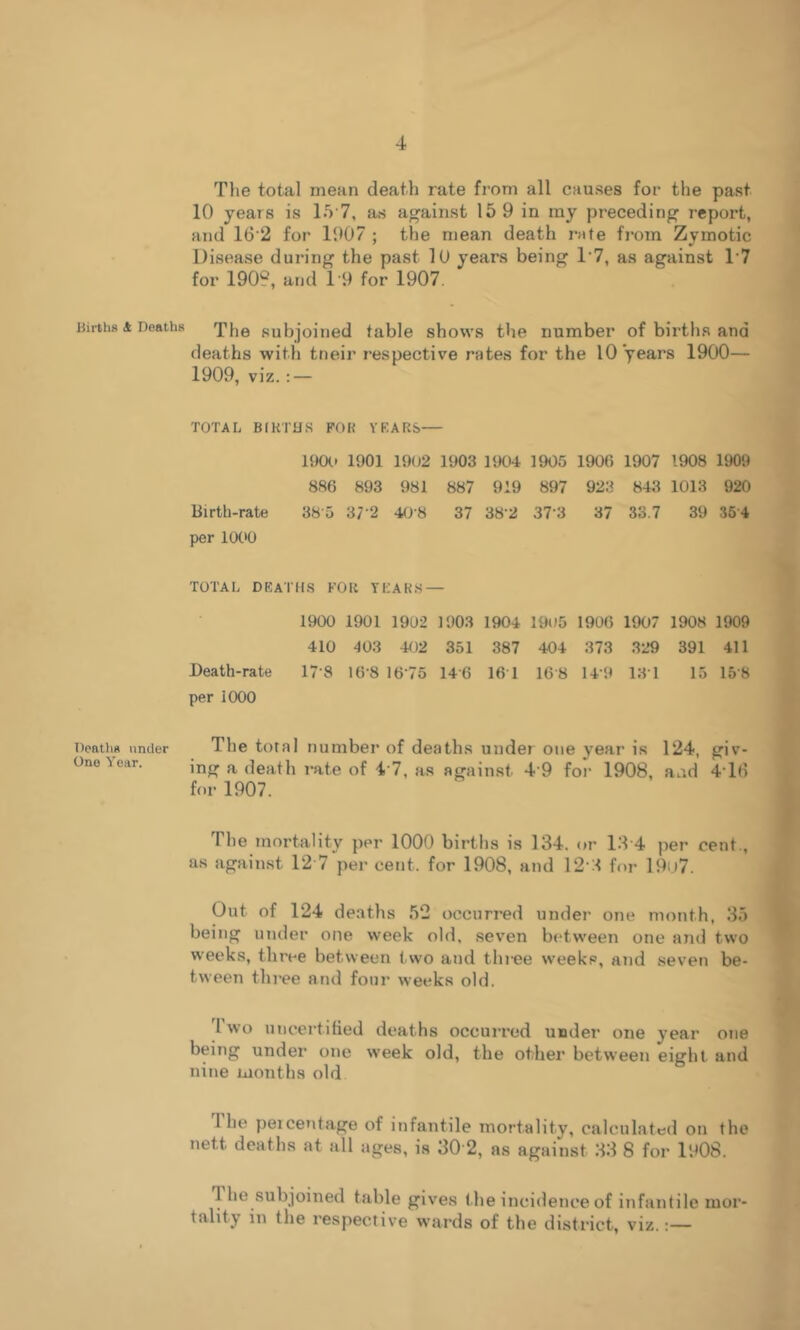 4
The total mean death rate from all causes for the past
10 years is 15·7, as against 15 9 in my preceding report,
and 16·2 for 1907 ; the mean death rate from Zymotic
Disease during the past 10 years being 1·7, as against 1·7
for 1908, and 1·9 for 1907.
Births & Deaths
The subjoined table shows the number of births and
deaths with their respective rates for the 10 years 1900—
1909, viz. :—
TOTAL BIRTHS FOR YEARS—
1900 1901 1902 1903 1904 1905 1906 1907 1908 1909
886 893 981 887 919 897 923 843 1013 920
Birth-rate 38·5 37·2 40·8 37 38·2 37·3 37 33.7 39 35·4
per 1000
TOTAL DEATHS FOR YEARS—
1900 1901 1902 1903 1904 1905 1906 1907 1908 1909
410 403 402 351 387 404 373 329 391 411
Death-rate 17·8 16·8 16·75 14·6 16·1 16·8 14·9 13·1 15 15·8
per 1000
Deaths under
One Year.
The total number of deaths under one year is 124, giv-
ing a death rate of 4·7, as against 4·9 for 1908, and 4·16
for 1907.
The mortality per 1000 births is 134. or 13·4 per cent.,
as against 12·7 per cent. for 1908, and 12·3 for 1907.
Out of 124 deaths 52 occurred under one month, 35
being under one week old, seven between one and two
weeks, three between two and three weeks, and seven be-
tween three and four weeks old.
Two uncertified deaths occurred under one year one
being under one week old, the other between eight and
nine months old
The percentage of infantile mortality, calculated on the
nett deaths at all ages, is 30·2, as against 33·8 for 1908.
The subjoined table gives the incidence of infantile mor-
tality in the respective wards of the district, viz.:—